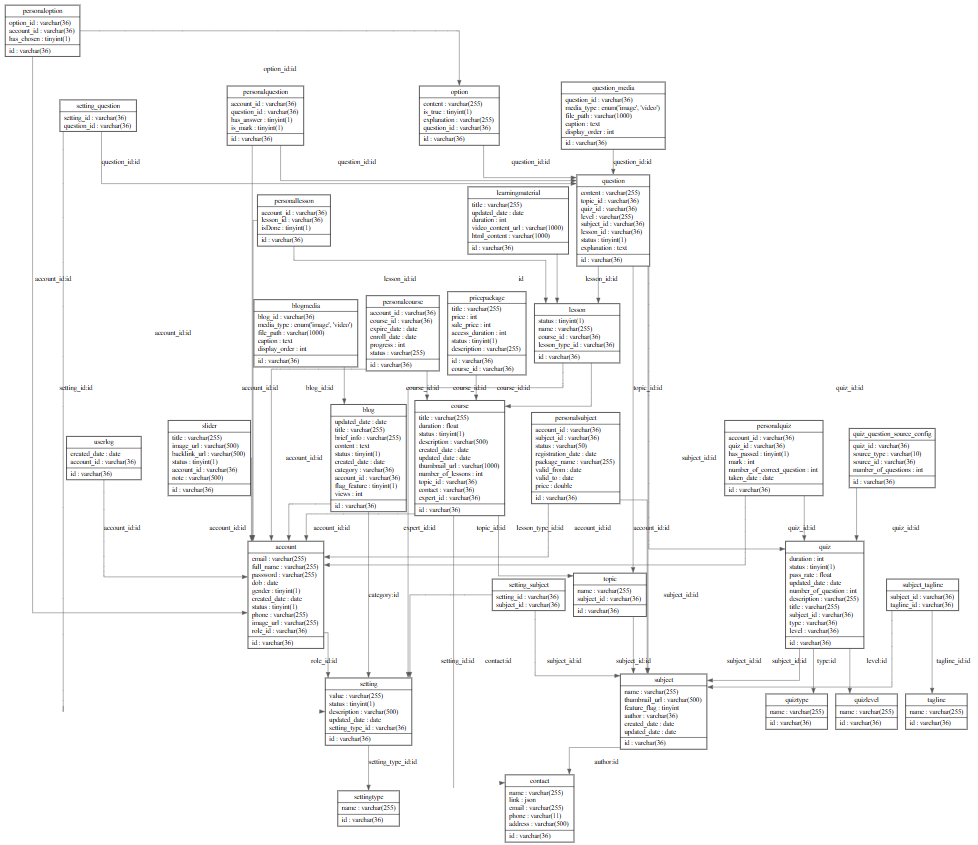 personaloption
option_id : varchar(36)
account_id : varchar(36)
has_chosen : tinyint(1)
id : varchar(36)
option_id:id
setting_question
setting_id : varchar(36)
question_id : varchar(36)
personalquestion
account_id : varchar(36)
question_id : varchar(36)
has_answer : tinyint(1)
is_mark : tinyint(1)
id : varchar(36)
option
content : varchar(255)
is_true : tinyint(1)
explanation : varchar(255)
question_id : varchar(36)
id : varchar(36)
question_media
question_id : varchar(36)
media_type : enum('image', 'video')
file_path : varchar(1000)
caption : text
display_order : int
id : varchar(36)
question_id:id
question_id:id
question_id:id
question_id:id
personallesson
account_id : varchar(36)
lesson_id : varchar(36)
isDone : tinyint(1)
id : varchar(36)
learningmaterial
title : varchar(255)
updated_date : date
duration : int
video_content_url : varchar(1000)
html_content : varchar(1000)
id : varchar(36)
question
content : varchar(255)
topic_id : varchar(36)
quiz_id : varchar(36)
level : varchar(255)
subject_id : varchar(36)
lesson_id : varchar(36)
status : tinyint(1)
explanation : text
id : varchar(36)
account_id:id
lesson_id:id
id
lesson_id:id
account_id:id
blogmedia
blog_id : varchar(36)
media_type : enum('image', 'video')
file_path : varchar(1000)
caption : text
display_order : int
id : varchar(36)
personalcourse
account_id : varchar(36)
course_id : varchar(36)
expire_date : date
enroll_date : date
progress : int
status : varchar(255)
id : varchar(36)
pricepackage
title : varchar(255)
price : int
sale_price : int
access_duration : int
status : tinyint(1)
description : varchar(255)
id : varchar(36)
course_id : varchar(36)
lesson
status : tinyint(1)
name : varchar(255)
course_id : varchar(36)
lesson_type_id : varchar(36)
id : varchar(36)
setting_id:id
account_id:id
blog_id:id
course_id:id
course_id:id
course_id:id
topic_id:id
quiz_id:id
userlog
created_date : date
account_id : varchar(36)
id : varchar(36)
slider
title : varchar(255)
image_url : varchar(500)
backlink_url : varchar(500)
status : tinyint(1)
account_id : varchar(36)
note : varchar(500)
id : varchar(36)
account_id:id
blog
updated_date : date
title : varchar(255)
brief_info : varchar(255)
content : text
status : tinyint(1)
created_date : date
category : varchar(36)
account_id : varchar(36)
flag_feature : tinyint(1)
views : int
id : varchar(36)
course
title : varchar(255)
duration : float
status : tinyint(1)
description : varchar(500)
created_date : date
updated_date : date
thumbnail_url : varchar(1000)
number_of_lessons : int
topic_id : varchar(36)
contact : varchar(36)
expert_id : varchar(36)
id : varchar(36)
personalsubject
account_id : varchar(36)
subject_id : varchar(36)
status : varchar(50)
registration_date : date
package_name : varchar(255)
valid_from : date
valid_to : date
price : double
id : varchar(36)
subject_id:id
personalquiz
account_id : varchar(36)
quiz_id : varchar(36)
has_passed : tinyint(1)
mark : int
number_of_correct_question : int
taken_date : date
id : varchar(36)
quiz_question_source_config
quiz_id : varchar(36)
source_type : varchar(10)
source_id : varchar(36)
number_of_questions : int
id : varchar(36)
account_id:id
account_id:id
account_id:id
expert_id:id
topic_id:id
lesson_type_id:id
account_id:id
account_id:id
quiz_id:id
quiz_id:id
account
email : varchar(255)
full_name : varchar(255)
password : varchar(255)
dob : date
gender : tinyint(1)
created_date : date
status : tinyint(1)
phone : varchar(255)
image_url : varchar(255)
role_id : varchar(36)
id : varchar(36)
category:id
setting_subject
setting_id : varchar(36)
subject_id : varchar(36)
topic
name : varchar(255)
subject_id : varchar(36)
id : varchar(36)
subject_id:id
quiz
duration : int
status : tinyint(1)
pass_rate : float
updated_date : date
number_of_question : int
description : varchar(255)
title : varchar(255)
subject_id : varchar(36)
type : varchar(36)
level : varchar(36)
id : varchar(36)
subject_tagline
subject_id : varchar(36)
tagline_id : varchar(36)
role_id:id
setting_id:id
contact:id
subject_id:id
subject_id:id
subject_id:id
subject_id:id
type:id
level:id
tagline_id:id
setting
value : varchar(255)
status : tinyint(1)
description : varchar(500)
updated_date : date
setting_type_id : varchar(36)
id : varchar(36)
subject
name : varchar(255)
thumbnail_url : varchar(500)
feature_flag : tinyint
author : varchar(36)
created_date : date
updated_date : date
id : varchar(36)
quiztype
name : varchar(255)
id : varchar(36)
quizlevel
name : varchar(255)
id : varchar(36)
tagline
name : varchar(255)
id : varchar(36)
setting_type_id:id
author:id
settingtype
name : varchar(255)
id : varchar(36)
contact
name : varchar(255)
link : json
email : varchar(255)
phone : varchar(11)
address : varchar(500)
id : varchar(36)